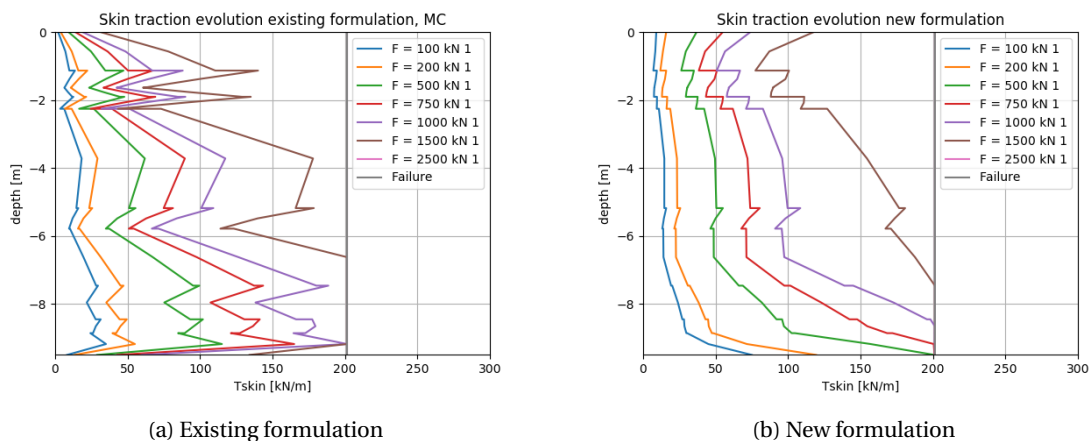 Skin traction evolution existing formulation, MC
0
−2
−4
−6
−8
depth [m]
0
50
100
150
200
250
300
Tskin [kN/m]
F = 100 kN 1
F = 200 kN 1
F = 500 kN 1
F = 750 kN 1
F = 1000 kN 1
F = 1500 kN 1
F = 2500 kN 1
Failure
(a) Existing formulation
Skin traction evolution new formulation
0
−2
−4
−6
−8
depth [m]
0
50
100
150
200
250
300
Tskin [kN/m]
F = 100 kN 1
F = 200 kN 1
F = 500 kN 1
F = 750 kN 1
F = 1000 kN 1
F = 1500 kN 1
F = 2500 kN 1
Failure
(b) New formulation